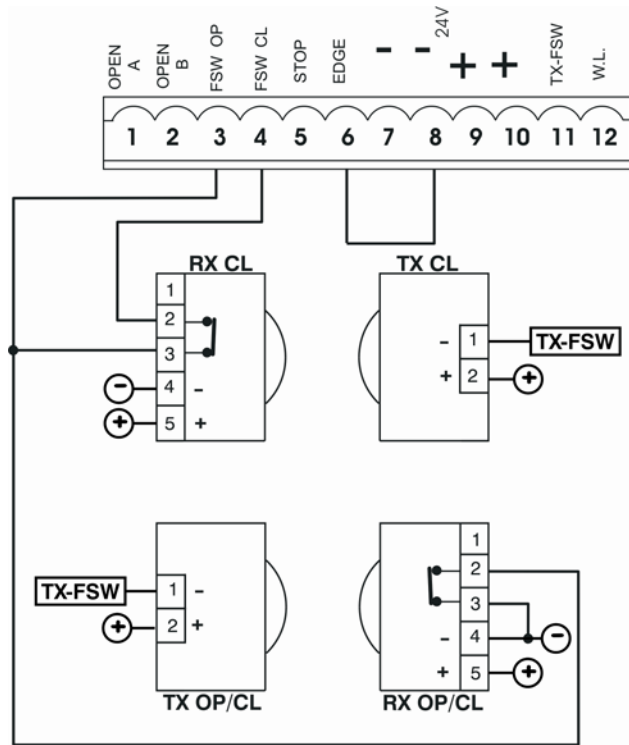 OPEN A
OPEN B
FSW OP
FSW CL
STOP
EDGE
-
-
24V
+
+
TX-FSW
W.L.
1 2 3 4 5 6 7 8 9 10 11 12
RX CL
1
2
3
4 -
5 +
-
+
TX CL
- 1
+ 2
TX-FSW
+
TX-FSW
+
1 -
2 +
TX OP/CL
1
2
3
- 4
+ 5
-
+
RX OP/CL